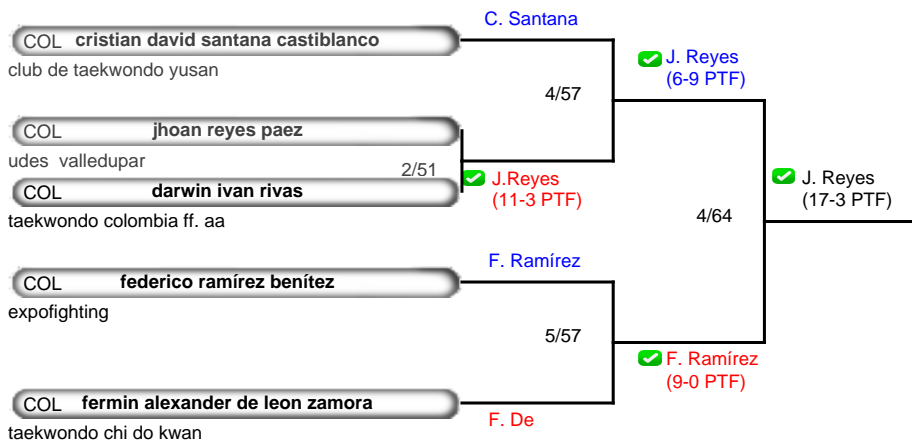 C. Santana
COL cristian david santana castiblanco
club de taekwondo yusan
J. Reyes
(6-9 PTF)
4/57
COL jhoan reyes paez
udes valledupar
2/51
J.Reyes
(11-3 PTF)
COL darwin ivan rivas
taekwondo colombia ff. aa
J. Reyes
(17-3 PTF)
4/64
F. Ramírez
COL federico ramírez benítez
expofighting
5/57
F. Ramírez
(9-0 PTF)
COL fermin alexander de leon zamora
F. De
taekwondo chi do kwan